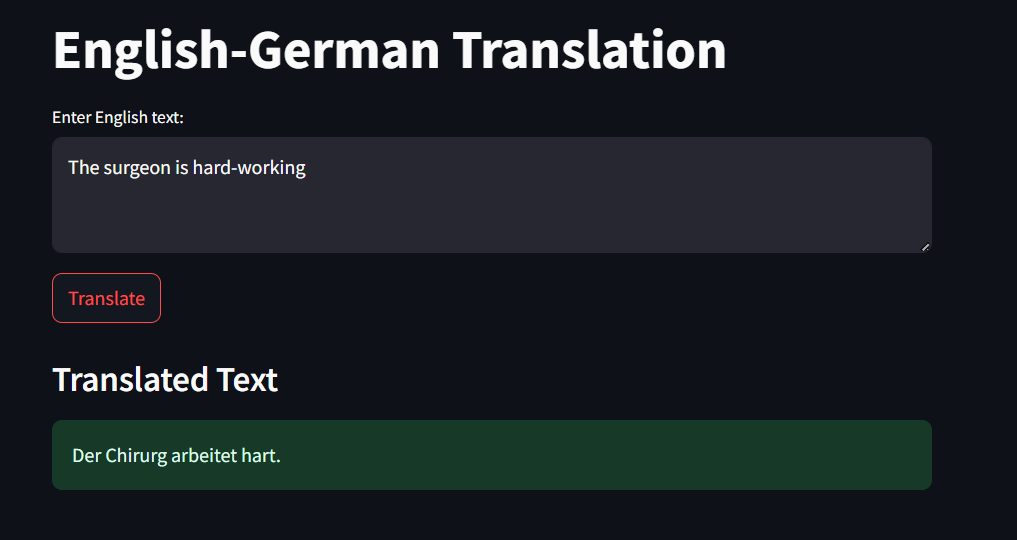 English-German Translation
Enter English text:
The surgeon is hard-working
Translate
Translated Text
Der Chirurg arbeitet hart.